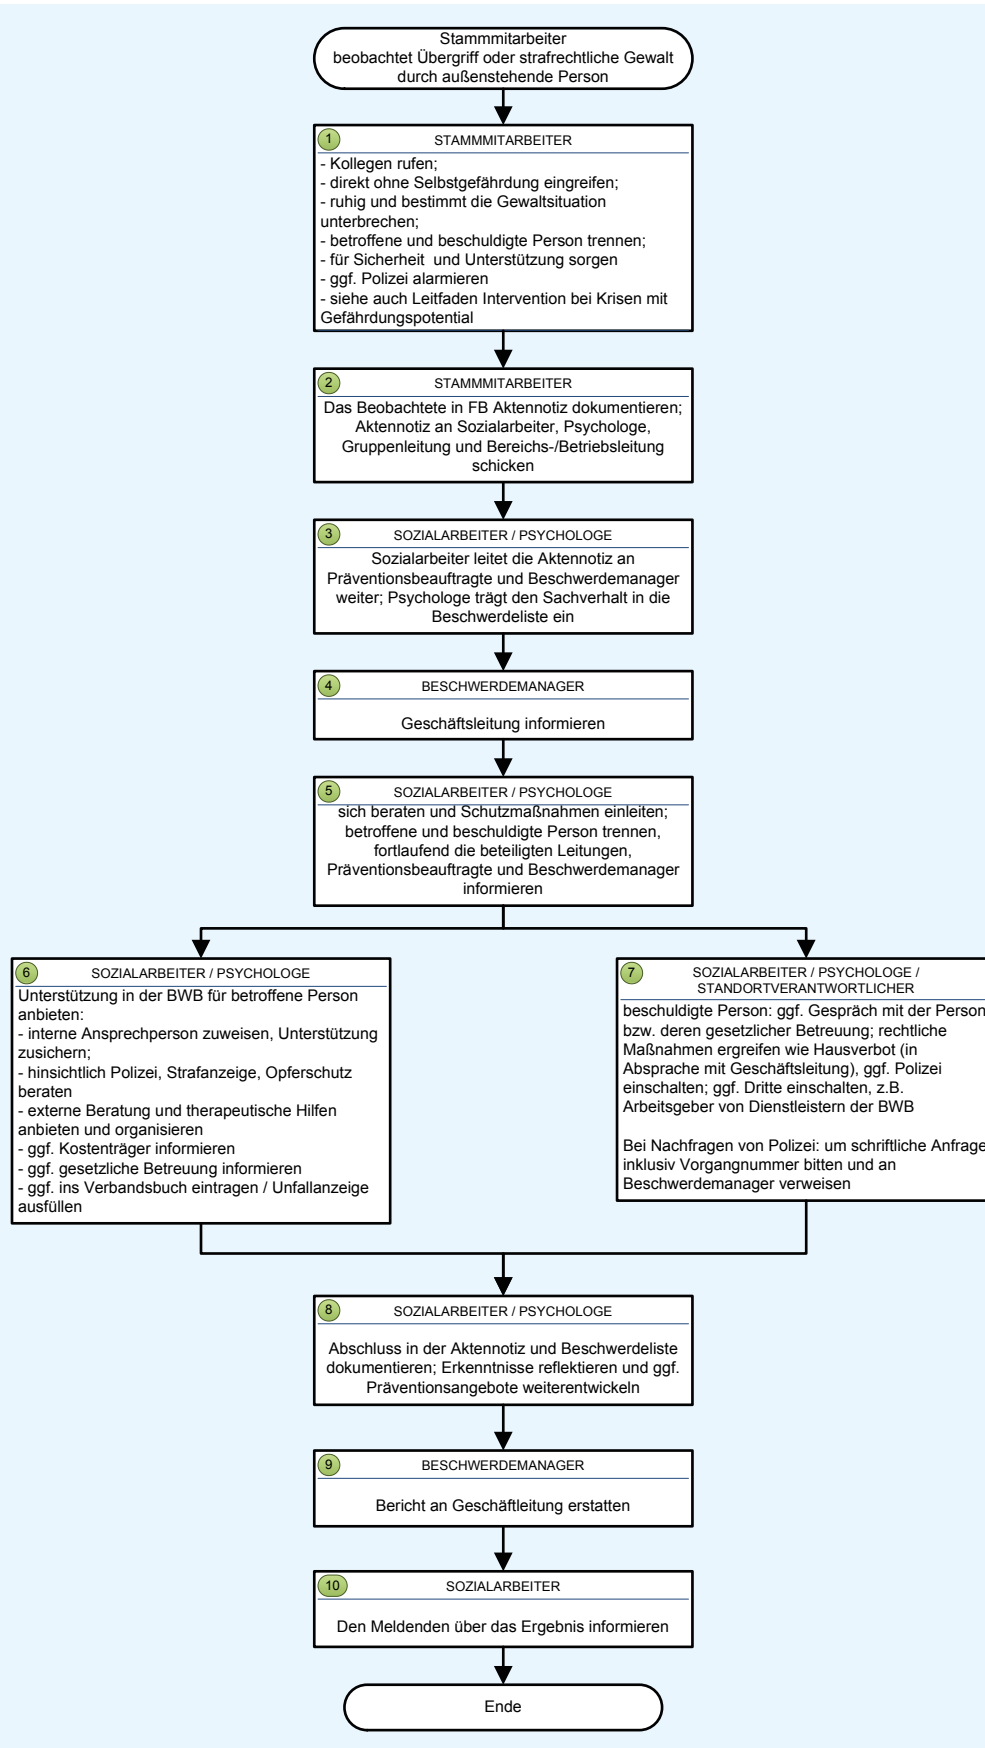 Stammmitarbeiter
beobachtet Übergriff oder strafrechtliche Gewalt
durch außenstehende Person
1
STAMMMITARBEITER
- Kollegen rufen;
- direkt ohne Selbstgefährdung eingreifen;
- ruhig und bestimmt die Gewaltsituation
unterbrechen;
- betroffene und beschuldigte Person trennen;
- für Sicherheit und Unterstützung sorgen
- ggf. Polizei alarmieren
- siehe auch Leitfaden Intervention bei Krisen mit
Gefährdungspotential
2
STAMMMITARBEITER
Das Beobachtete in FB Aktennotiz dokumentieren;
Aktennotiz an Sozialarbeiter, Psychologe,
Gruppenleitung und Bereichs-/Betriebsleitung
schicken
3
SOZIALARBEITER / PSYCHOLOGE
Sozialarbeiter leitet die Aktennotiz an
Präventionsbeauftragte und Beschwerdemanager
weiter; Psychologe trägt den Sachverhalt in die
Beschwerdeliste ein
4
BESCHWERDEMANAGER
Geschäftsleitung informieren
5
SOZIALARBEITER / PSYCHOLOGE
sich beraten und Schutzmaßnahmen einleiten;
betroffene und beschuldigte Person trennen,
fortlaufend die beteiligten Leitungen,
Präventionsbeauftragte und Beschwerdemanager
informieren
6
SOZIALARBEITER / PSYCHOLOGE
Unterstützung in der BWB für betroffene Person
anbieten:
- interne Ansprechperson zuweisen, Unterstützung
zusichern;
- hinsichtlich Polizei, Strafanzeige, Opferschutz
beraten
- externe Beratung und therapeutische Hilfen
anbieten und organisieren
- ggf. Kostenträger informieren
- ggf. gesetzliche Betreuung informieren
- ggf. ins Verbandsbuch eintragen / Unfallanzeige
ausfüllen
7
SOZIALARBEITER / PSYCHOLOGE /
STANDORTVERANTWORTLICHER
beschuldigte Person: ggf. Gespräch mit der Person
bzw. deren gesetzlicher Betreuung; rechtliche
Maßnahmen ergreifen wie Hausverbot (in
Absprache mit Geschäftsleitung), ggf. Polizei
einschalten; ggf. Dritte einschalten, z.B.
Arbeitsgeber von Dienstleistern der BWB
Bei Nachfragen von Polizei: um schriftliche Anfrage
inklusiv Vorgangnummer bitten und an
Beschwerdemanager verweisen
8
SOZIALARBEITER / PSYCHOLOGE
Abschluss in der Aktennotiz und Beschwerdeliste
dokumentieren; Erkenntnisse reflektieren und ggf.
Präventionsangebote weiterentwickeln
9
BESCHWERDEMANAGER
Bericht an Geschäftleitung erstatten
10
SOZIALARBEITER
Den Meldenden über das Ergebnis informieren
Ende